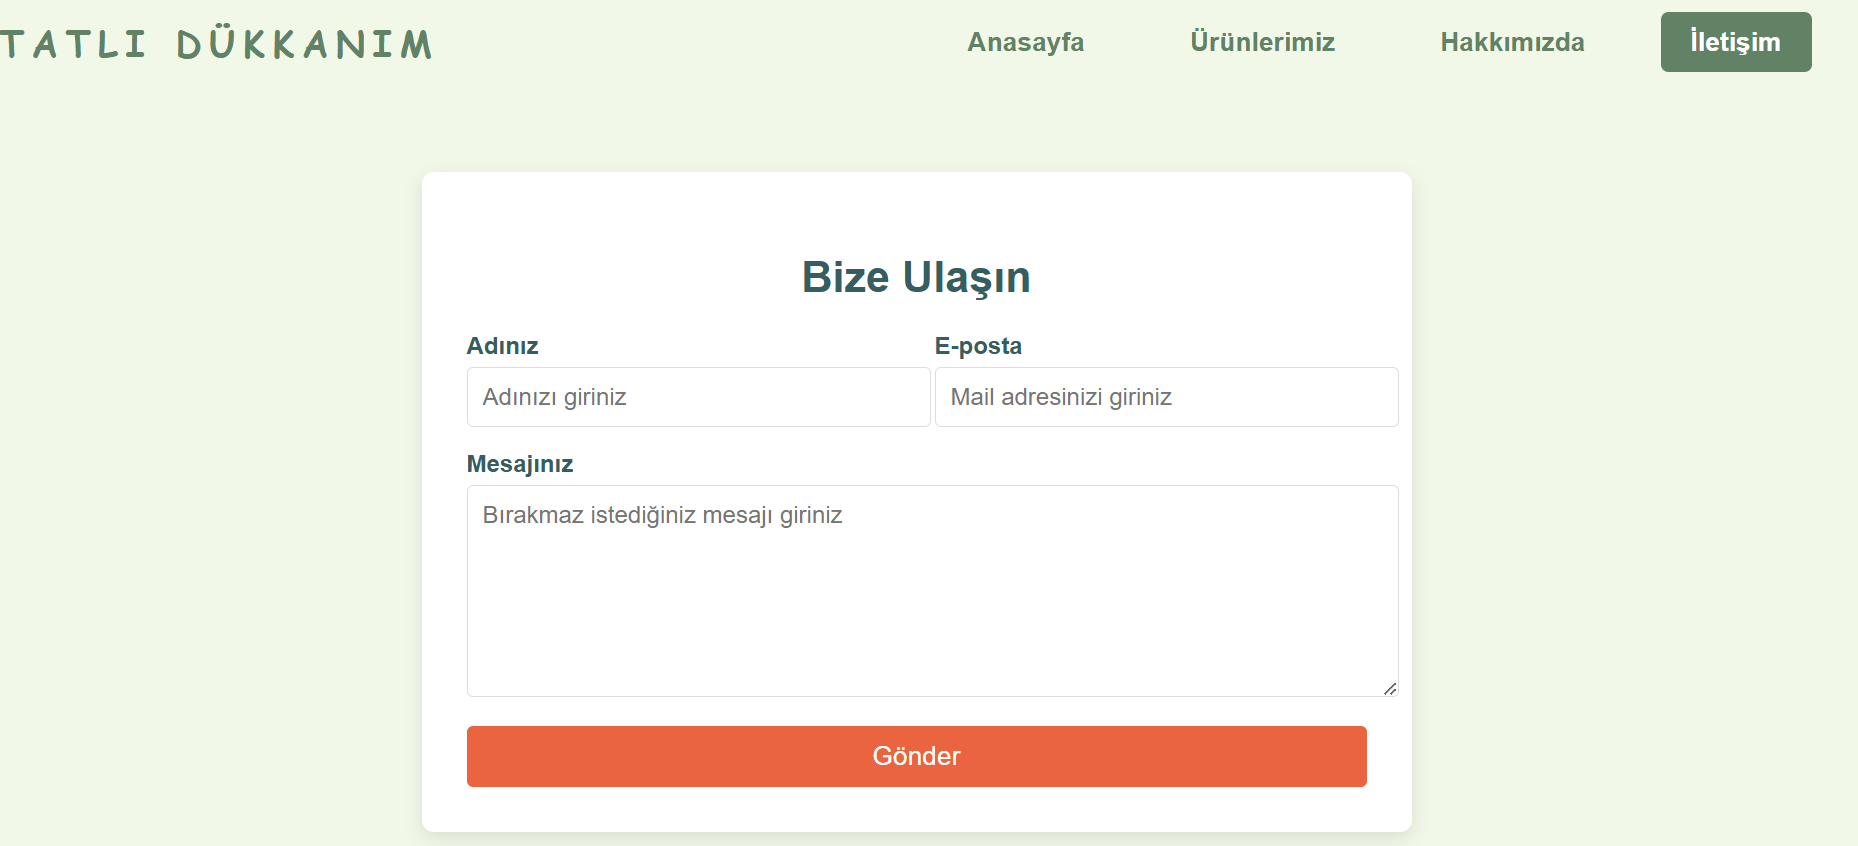 TATLI DÜKKANIM
Anasayfa
Ürünlerimiz
Hakkımızda
İletişim
Bize Ulaşın
Adınız
E-posta
Adınızı giriniz
Mail adresinizi giriniz
Mesajınız
Bırakmaz istediğiniz mesajı giriniz
Gönder